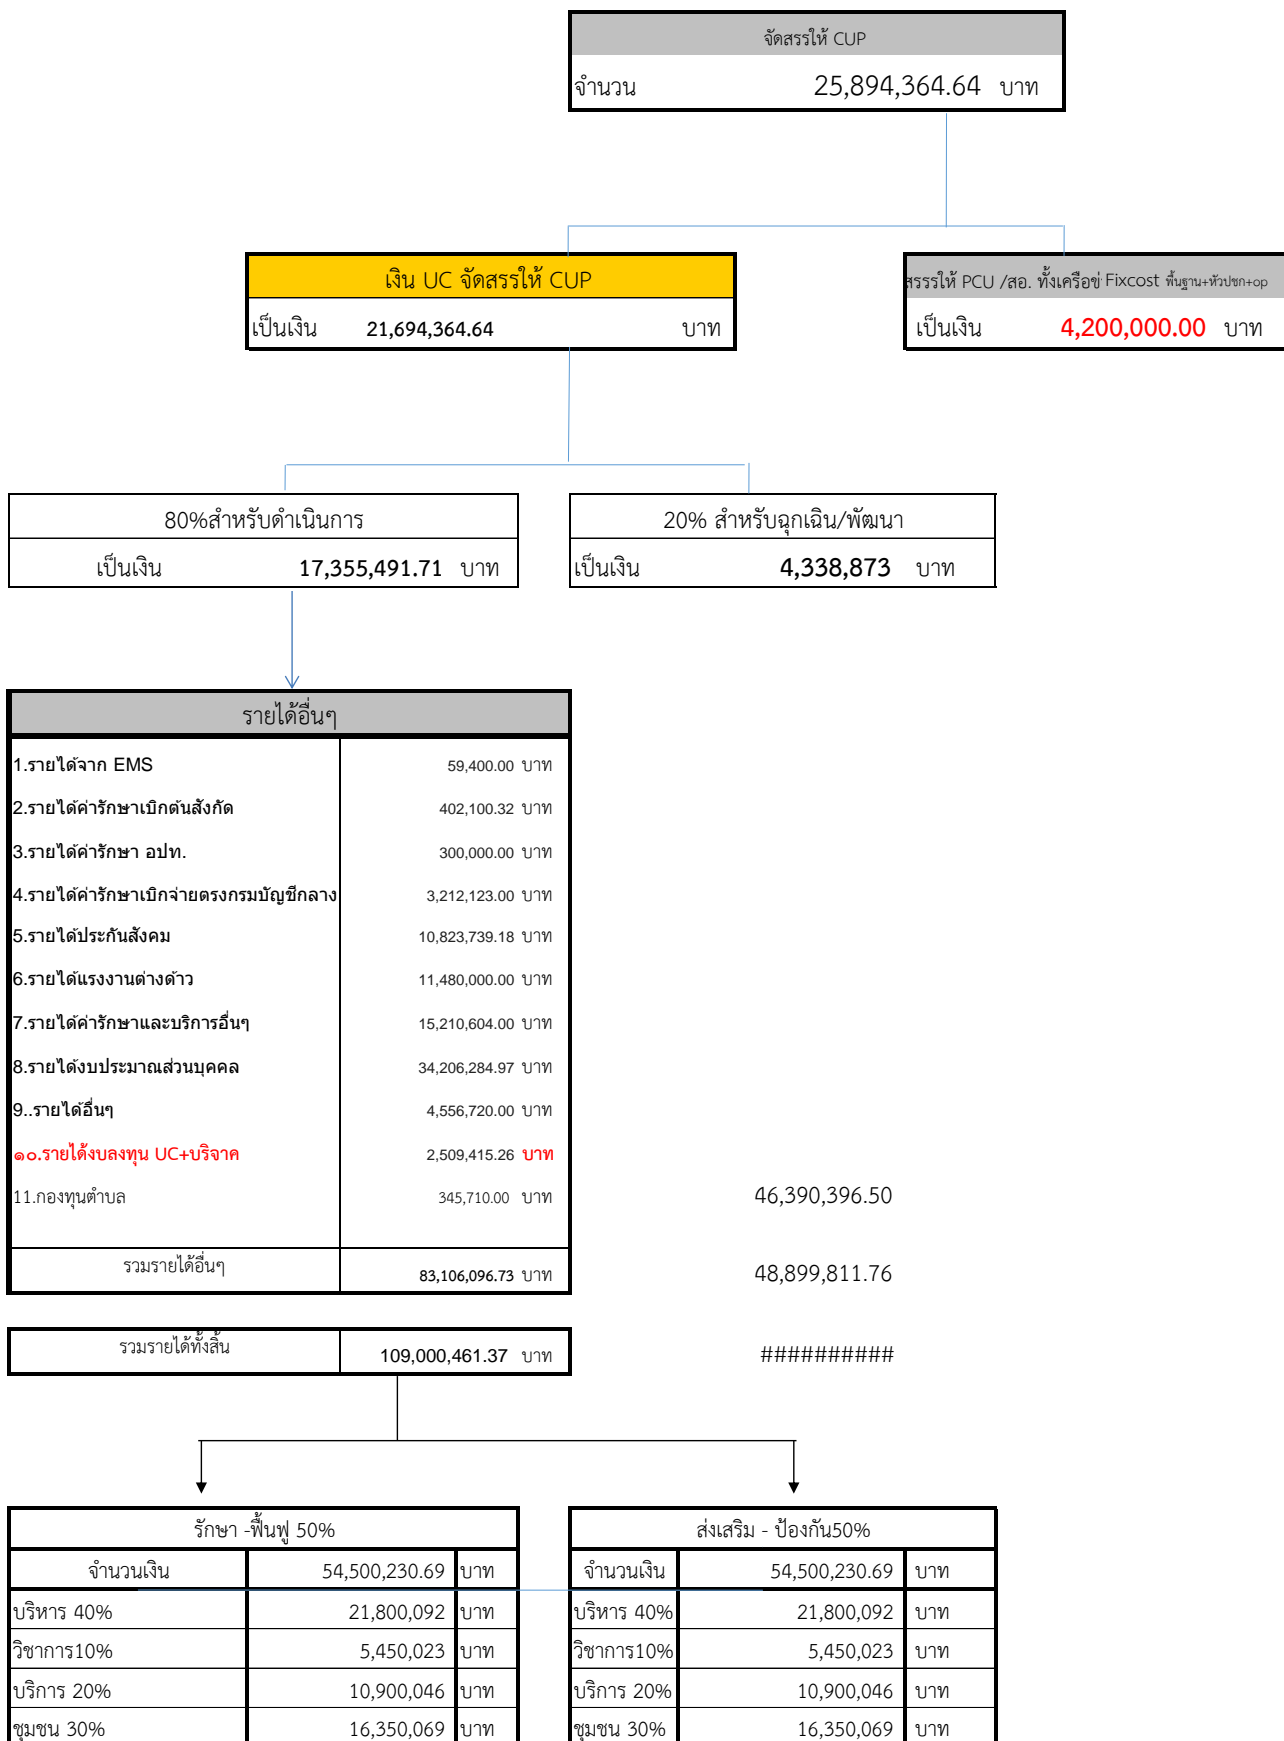 จัดสรรให้ CUP
จำนวน 25,894,364.64 บาท
เงิน UC จัดสรรให้ CUP
เป็นเงิน 21,694,364.64 บาท
สรรรให้ PCU /สอ. ทั้งเครือข่ Fixcost พื้นฐาน+หัวปชก+op
เป็นเงิน 4,200,000.00 บาท
80%สำหรับดำเนินการ
เป็นเงิน 17,355,491.71 บาท
20% สำหรับฉุกเฉิน/พัฒนา
เป็นเงิน 4,338,873 บาท
รายได้อื่นๆ
1.รายได้จาก EMS 59,400.00 บาท
2.รายได้ค่ารักษาเบิกต้นสังกัด 402,100.32 บาท
3.รายได้ค่ารักษา อปท. 300,000.00 บาท
4.รายได้ค่ารักษาเบิกจ่ายตรงกรมบัญชีกลาง 3,212,123.00 บาท
5.รายได้ประกันสังคม 10,823,739.18 บาท
6.รายได้แรงงานต่างด้าว 11,480,000.00 บาท
7.รายได้ค่ารักษาและบริการอื่นๆ 15,210,604.00 บาท
8.รายได้งบประมาณส่วนบุคคล 34,206,284.97 บาท
9..รายได้อื่นๆ 4,556,720.00 บาท
๑๐.รายได้งบลงทุน UC+บริจาค 2,509,415.26 บาท
11.กองทุนตำบล 345,710.00 บาท 46,390,396.50
รวมรายได้อื่นๆ 83,106,096.73 บาท 48,899,811.76
รวมรายได้ทั้งสิ้น 109,000,461.37 บาท ##########
รักษา -ฟื้นฟู 50%
จำนวนเงิน 54,500,230.69 บาท
บริหาร 40% 21,800,092 บาท
วิชาการ10% 5,450,023 บาท
บริการ 20% 10,900,046 บาท
ชุมชน 30% 16,350,069 บาท
ส่งเสริม - ป้องกัน50%
จำนวนเงิน 54,500,230.69 บาท
บริหาร 40% 21,800,092 บาท
วิชาการ10% 5,450,023 บาท
บริการ 20% 10,900,046 บาท
ชุมชน 30% 16,350,069 บาท